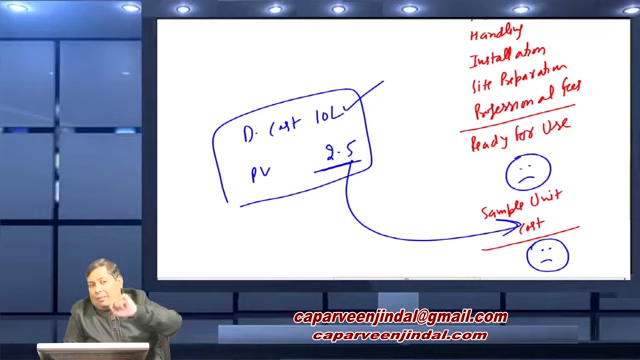 Handling
Installation
Site Preparation
Professional Fees
Ready For Use
D. Cost 10L
PV 2.5
Sample Unit
Cost
caparveenjindal@gmail.com
caparveenjindal.com